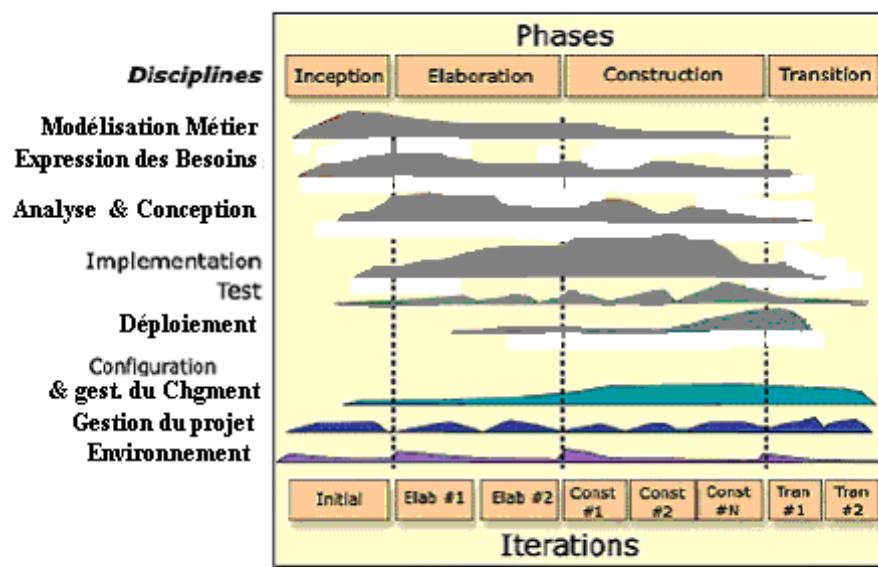 Phases
Disciplines
Inception Elaboration Construction Transition
Modélisation Métier
Expression des Besoins
Analyse & Conception
Implementation
Test
Déploiement
Configuration
& gest. du Chgment
Gestion du projet
Environnement
Initial Elab #1 Elab #2 Const #1 Const #2 Const #N Tran #1 Tran #2
Iterations